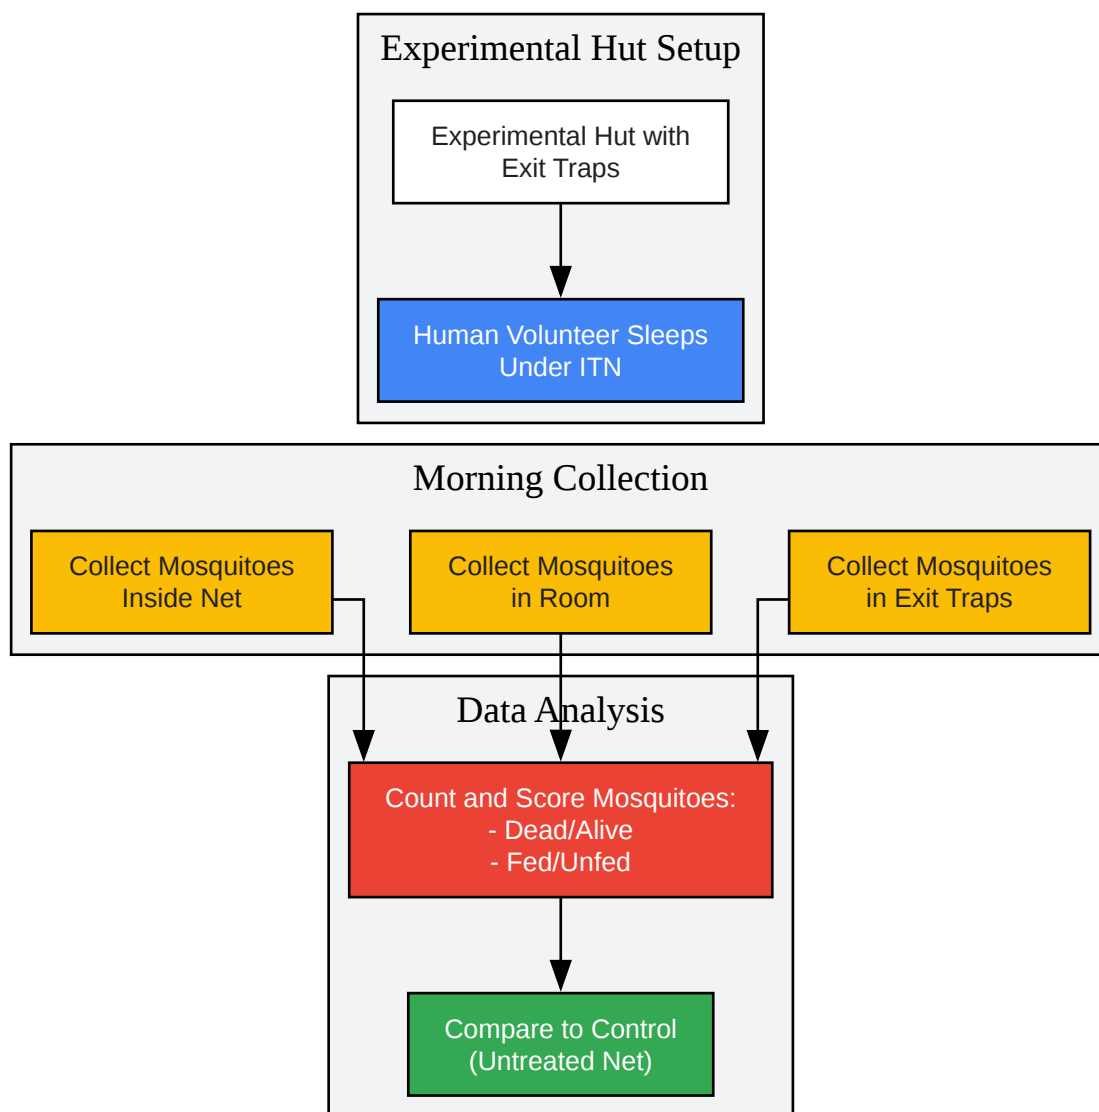 Experimental Hut Setup
Experimental Hut with
Exit Traps
Human Volunteer Sleeps
Under ITN
Morning Collection
Collect Mosquitoes
Inside Net
Collect Mosquitoes
in Room
Collect Mosquitoes
in Exit Traps
Data Analysis
Count and Score Mosquitoes:
- Dead/Alive
- Fed/Unfed
Compare to Control
(Untreated Net)